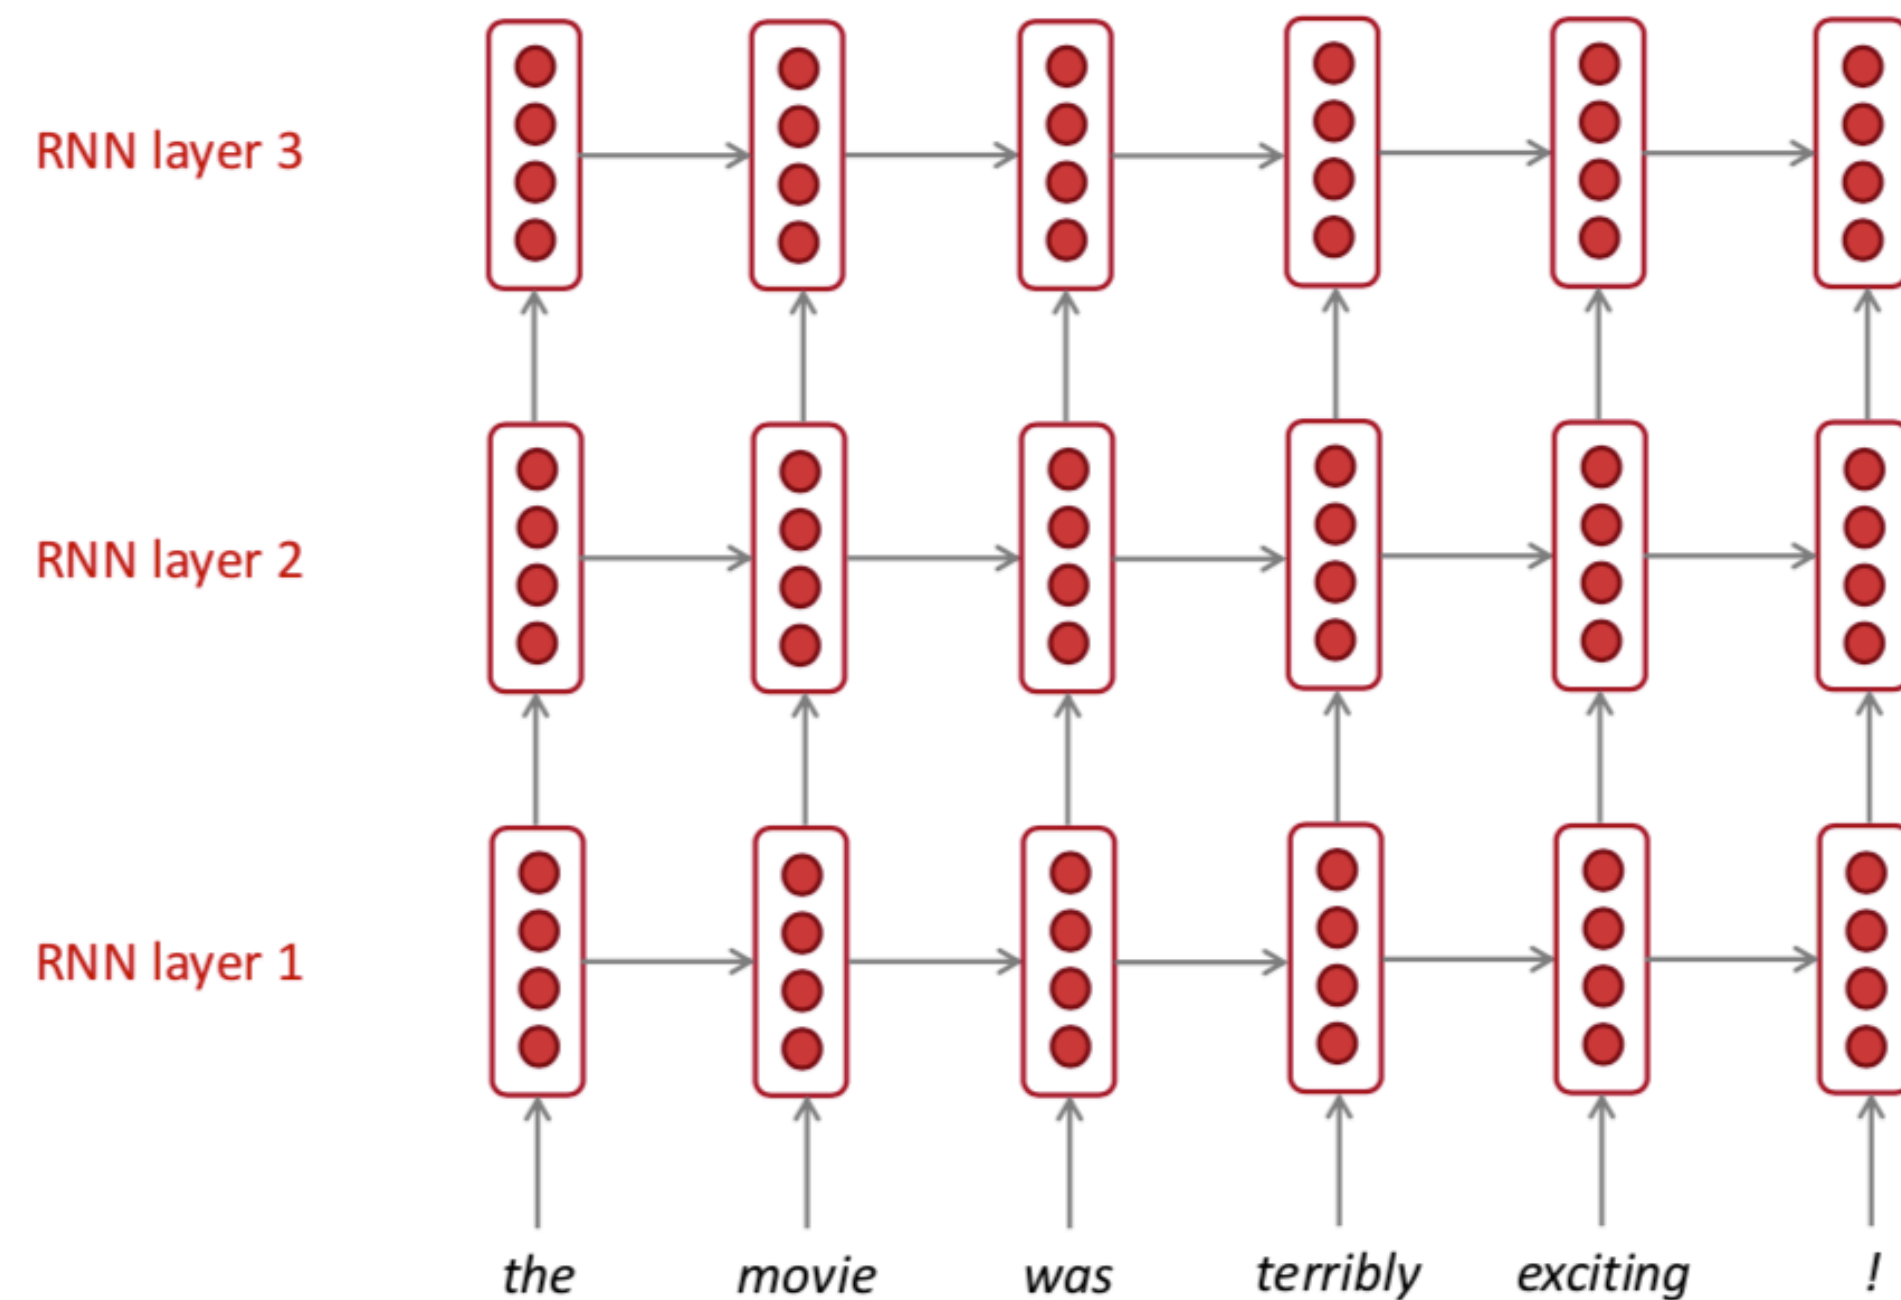 RNN layer 3
RNN layer 2
RNN layer 1
the movie was terribly exciting !